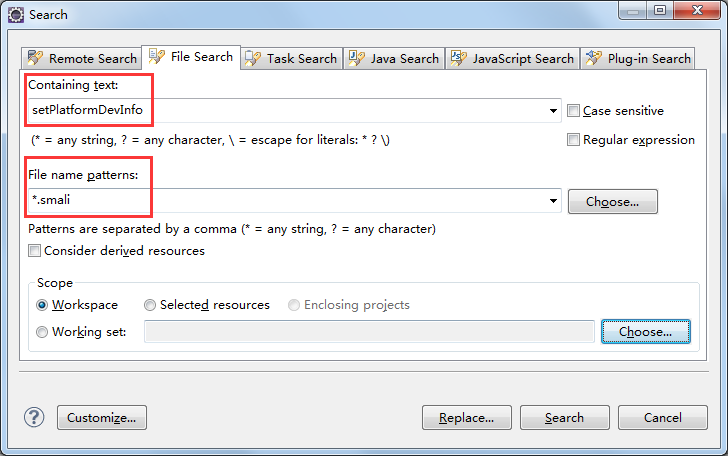 Search
Remote Search File Search Task Search Java Search JavaScript Search Plug-in Search
Containing text:
setPlatformDevInfo
Case sensitive
(* = any string, ? = any character, \ = escape for literals: * ? \)
Regular expression
File name patterns:
*.smali
Choose...
Patterns are separated by a comma (* = any string, ? = any character)
Consider derived resources
Scope
Workspace Selected resources Enclosing projects
Working set: Choose...
? Customize... Replace... Search Cancel